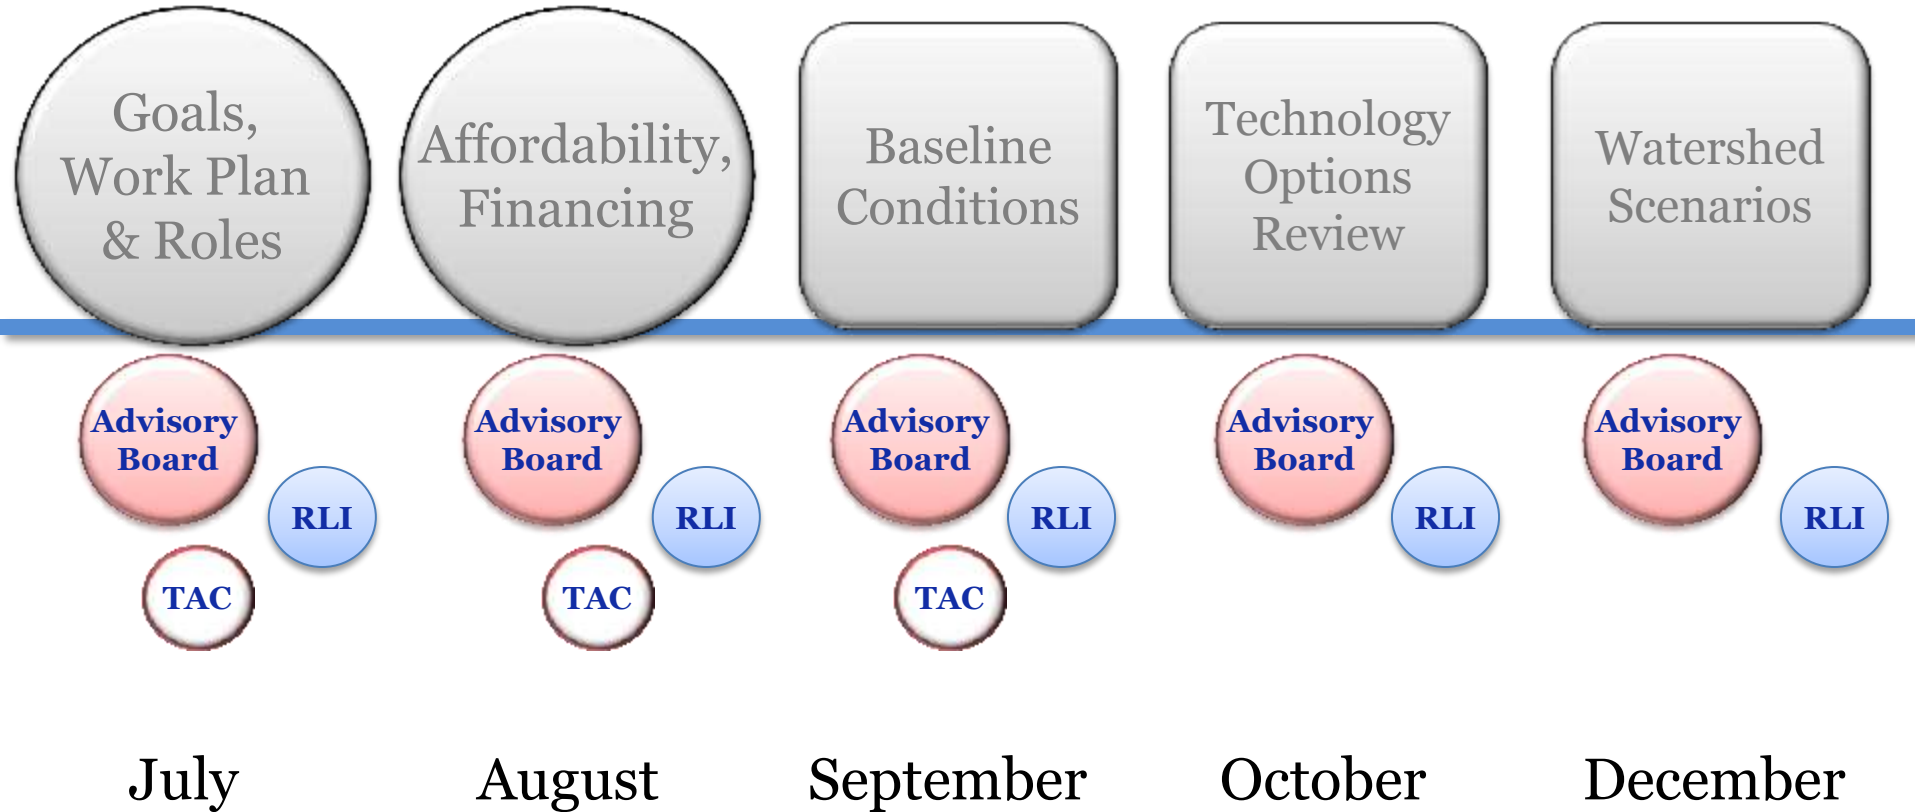 Goals,
Work Plan
& Roles
Affordability,
Financing
Baseline
Conditions
Technology
Options
Review
Watershed
Scenarios
Advisory
Board
RLI
TAC
Advisory
Board
RLI
TAC
Advisory
Board
RLI
TAC
Advisory
Board
RLI
Advisory
Board
RLI
July
August
September
October
December